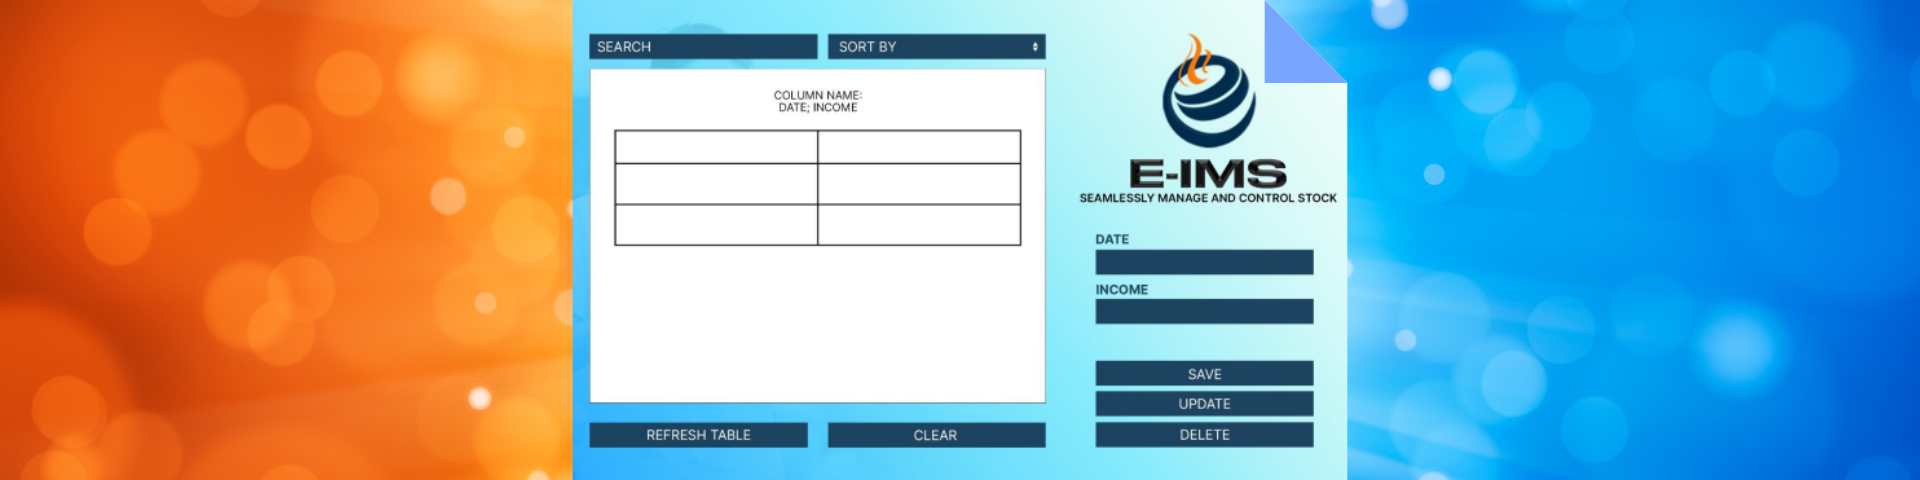 SEARCH
SORT BY
COLUMN NAME:
DATE; INCOME
REFRESH TABLE
CLEAR
E-IMS
SEAMLESSLY MANAGE AND CONTROL STOCK
DATE
INCOME
SAVE
UPDATE
DELETE